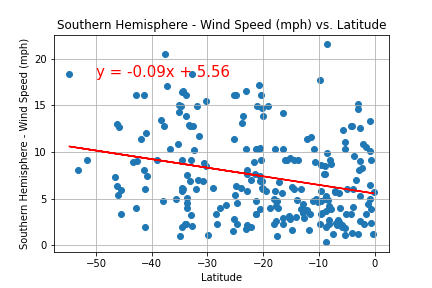 Southern Hemisphere - Wind Speed (mph) vs. Latitude
y = -0.09x + 5.56
Southern Hemisphere - Wind Speed (mph)
20
15
10
5
0
−50
−40
−30
−20
−10
0
Latitude